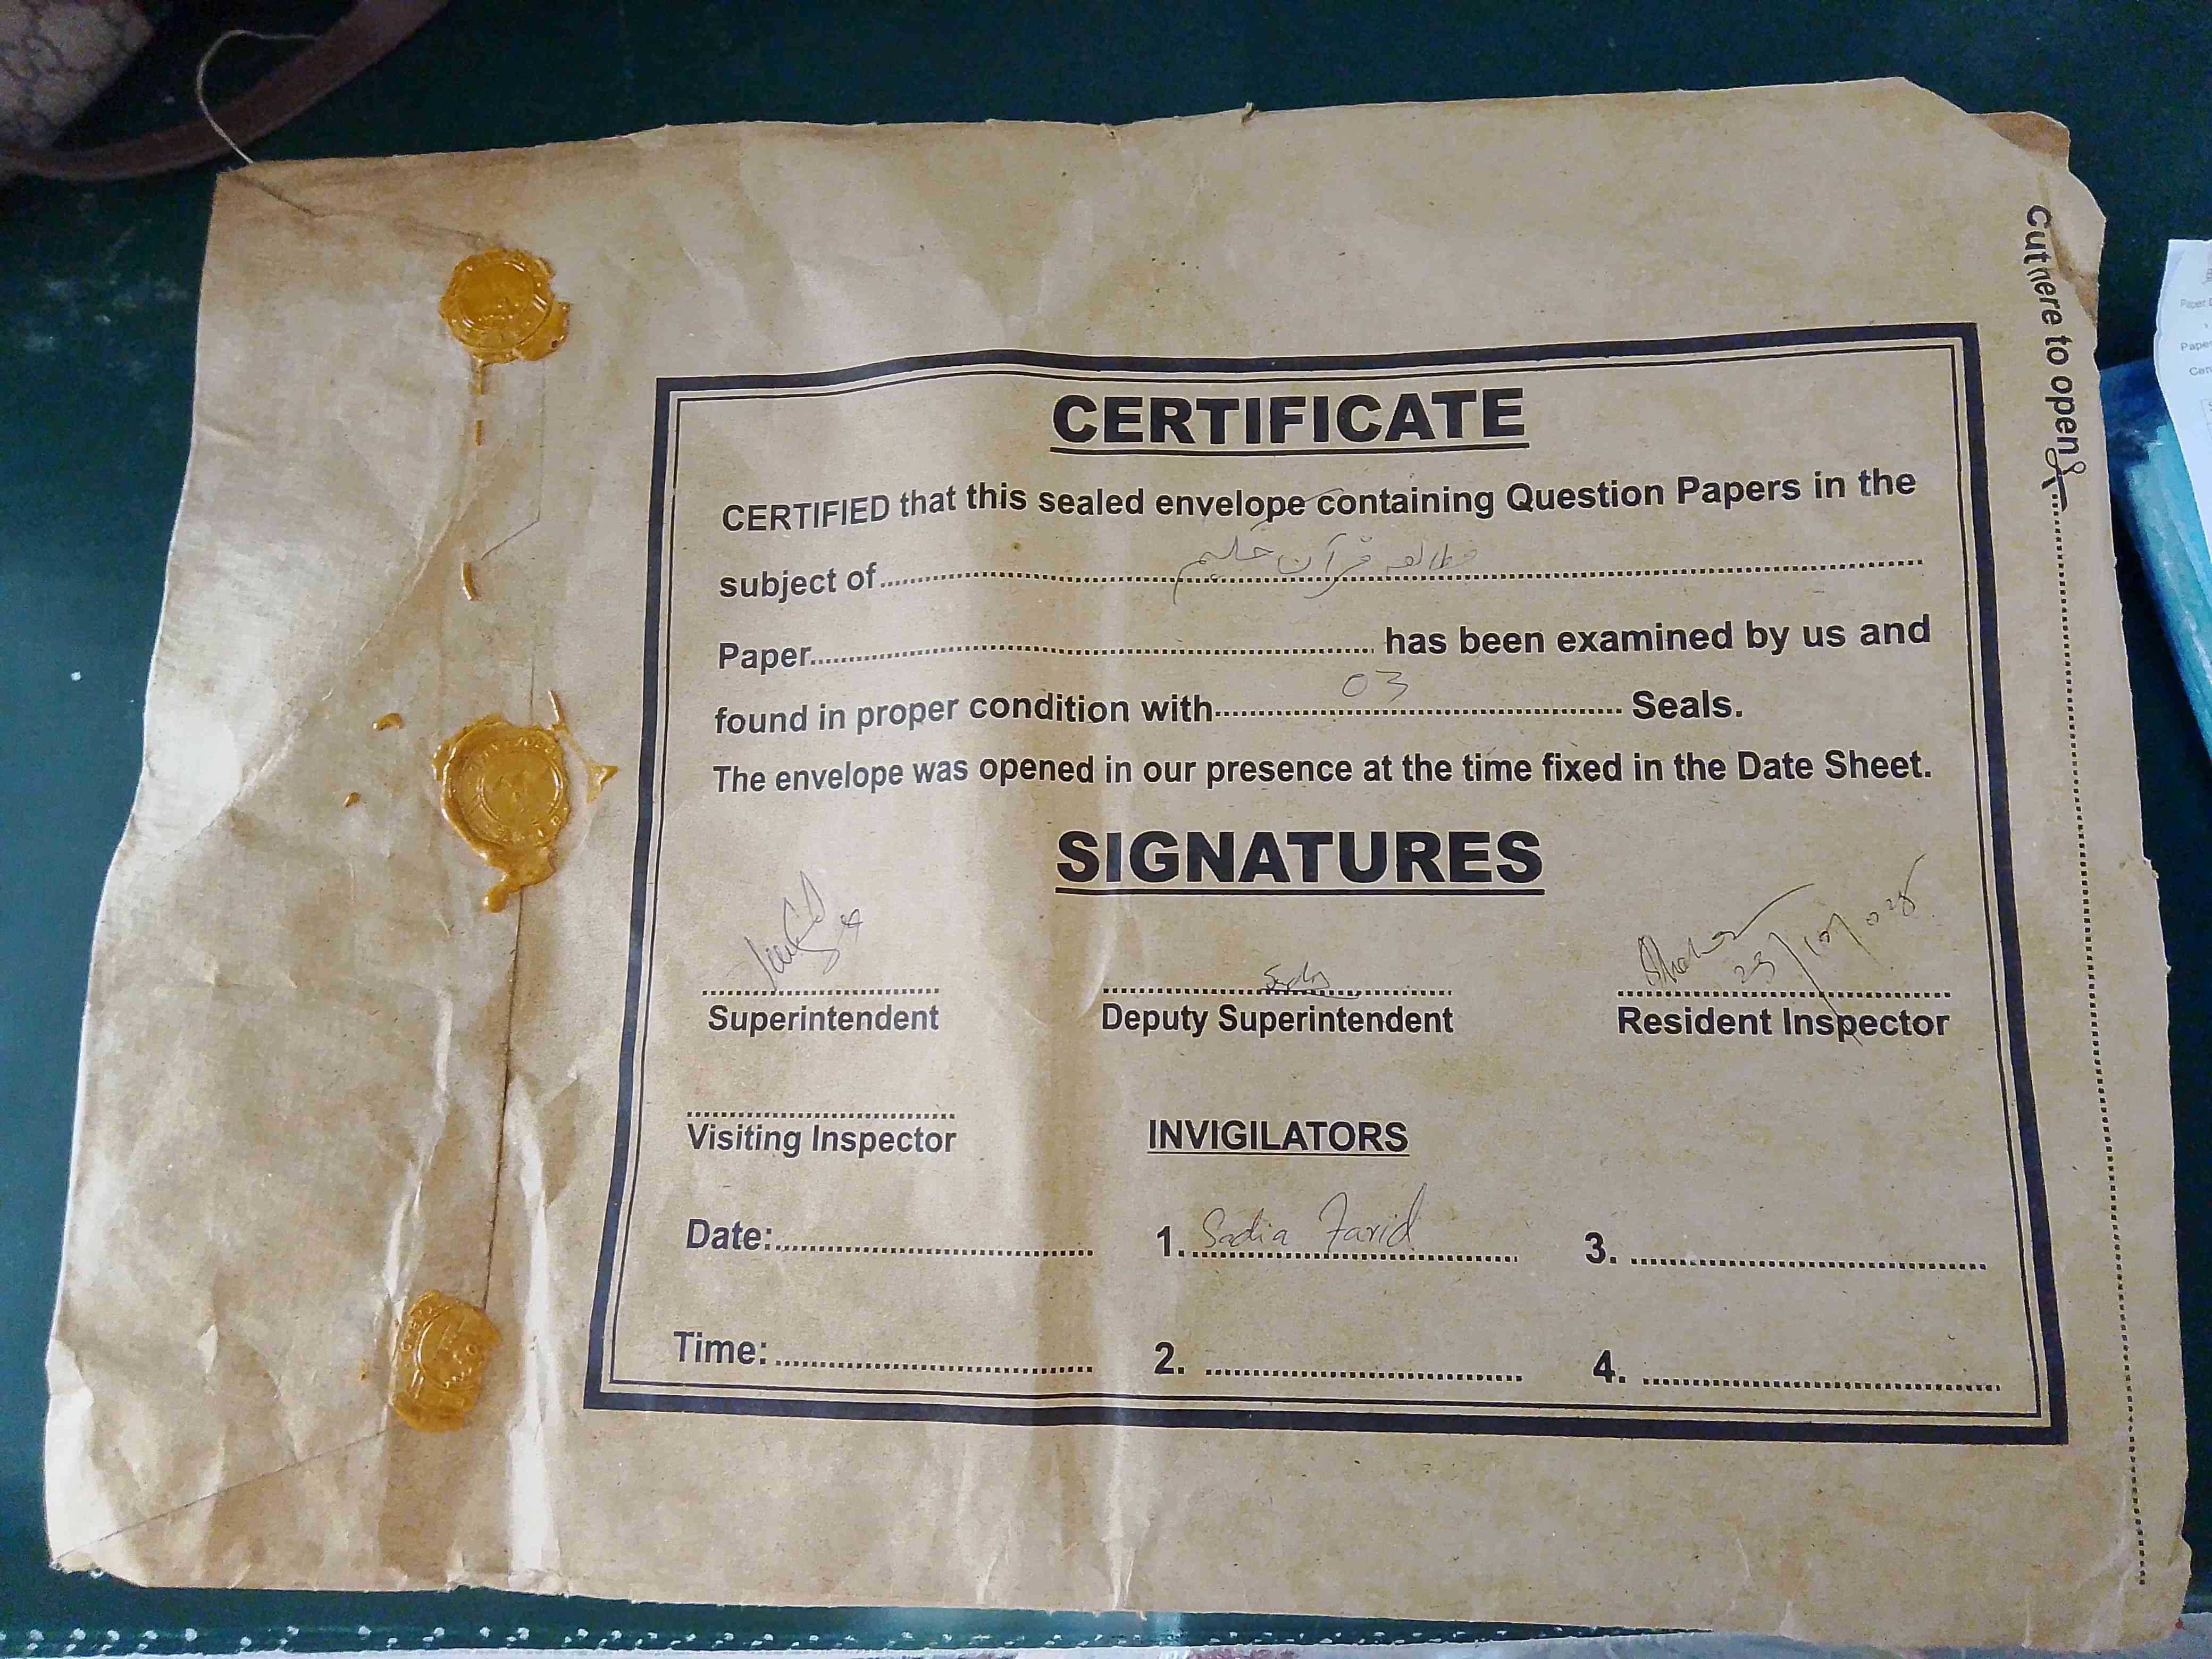 Cut here to open
CERTIFICATE
CERTIFIED that this sealed envelope containing Question Papers in the
subject of........ مطالعہ قرآن حکیم ........
Paper........ has been examined by us and
found in proper condition with........ 03 ........ Seals.
The envelope was opened in our presence at the time fixed in the Date Sheet.
SIGNATURES
Superintendent Deputy Superintendent Resident Inspector
Visiting Inspector INVIGILATORS
Date:........ 1. Sadia Farid 3. ........
Time:........ 2. ........ 4. ........